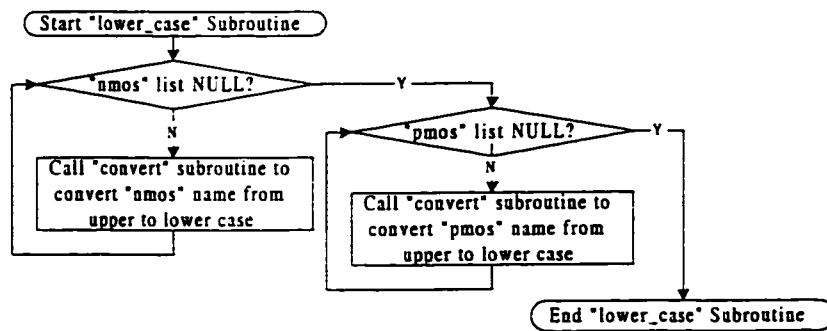 Start "lower_case" Subroutine
"nmos" list NULL?
Y
N
Call "convert" subroutine to
convert "nmos" name from
upper to lower case
"pmos" list NULL?
Y
N
Call "convert" subroutine to
convert "pmos" name from
upper to lower case
End "lower_case" Subroutine